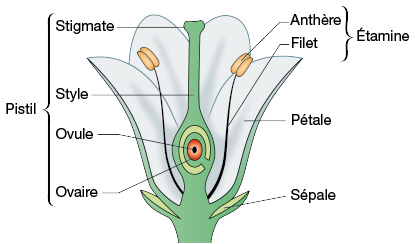 Stigmate
Anthère
Filet
Étamine
Style
Pistil
Pétale
Ovule
Ovaire
Sépale